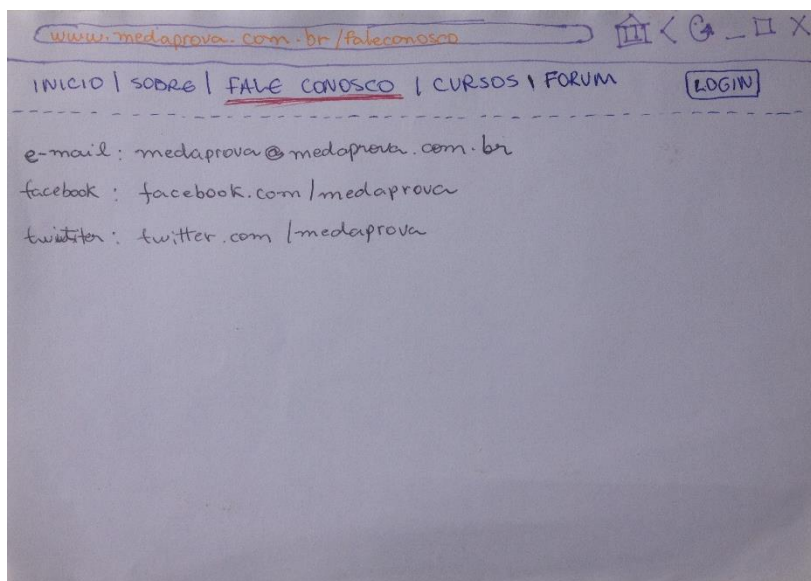 www.medaprova.com.br/faleconosco
INICIO | SOBRE | FALE CONOSCO | CURSOS | FORUM LOGIN
e-mail: medaprova@medaprova.com.br
facebook: facebook.com/medaprova
twitter: twitter.com/medaprova